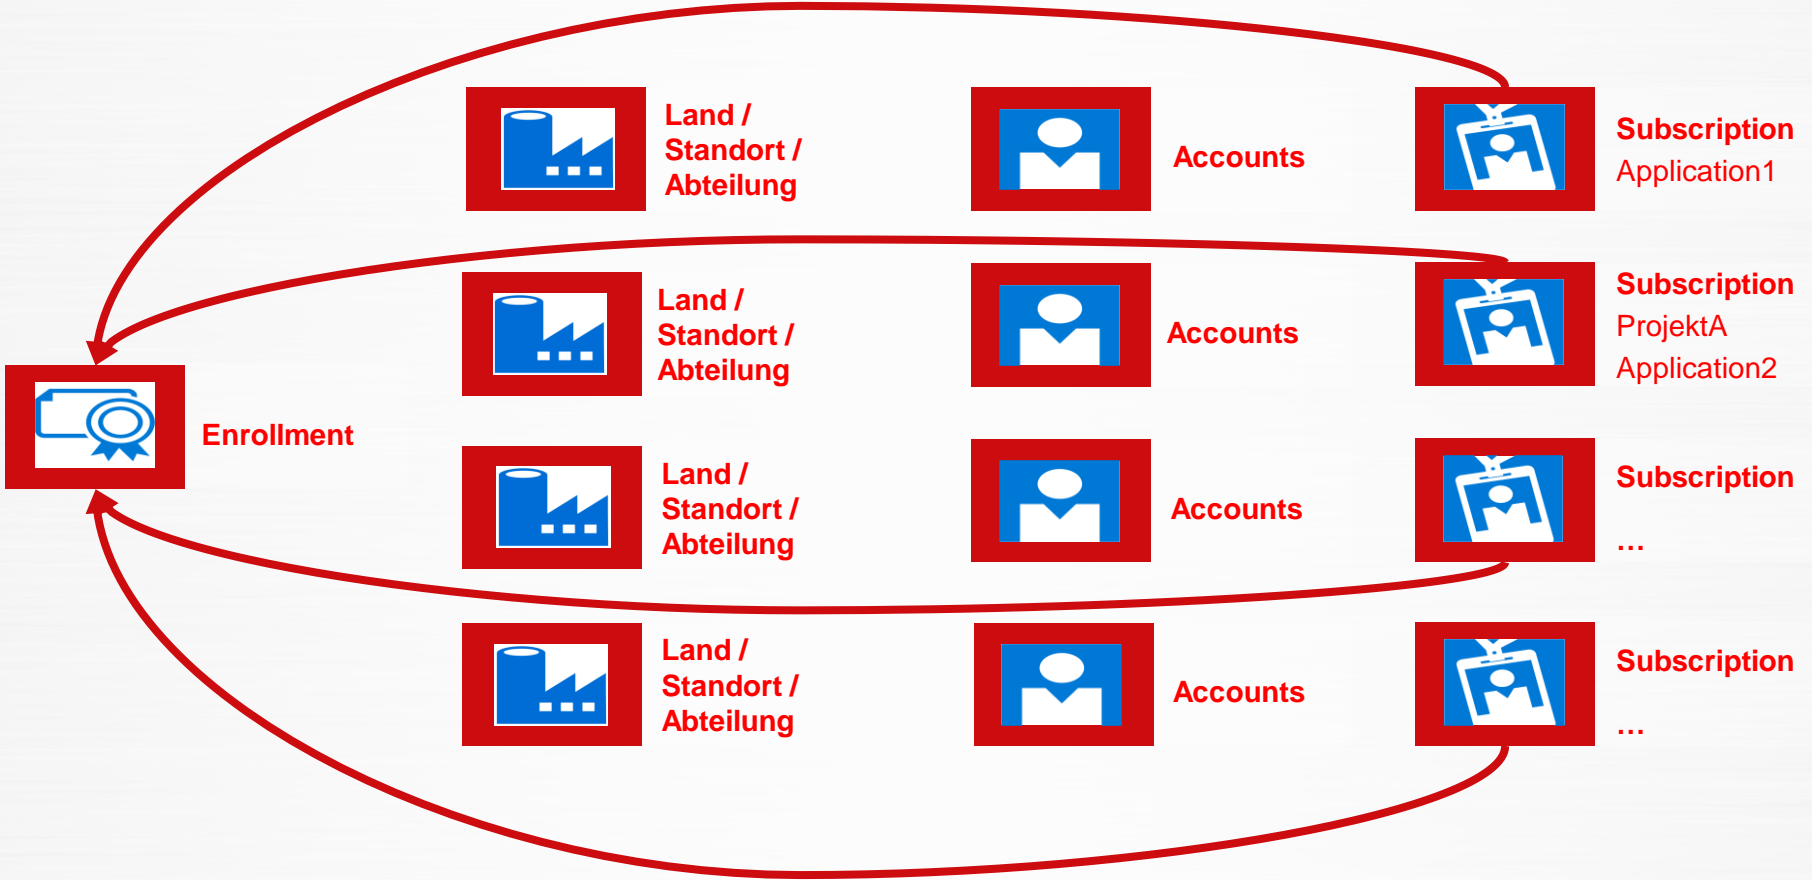 Land /
Standort /
Abteilung
Accounts
Subscription
Application1
Land /
Standort /
Abteilung
Accounts
Subscription
ProjektA
Application2
Enrollment
Land /
Standort /
Abteilung
Accounts
Subscription
…
Land /
Standort /
Abteilung
Accounts
Subscription
…